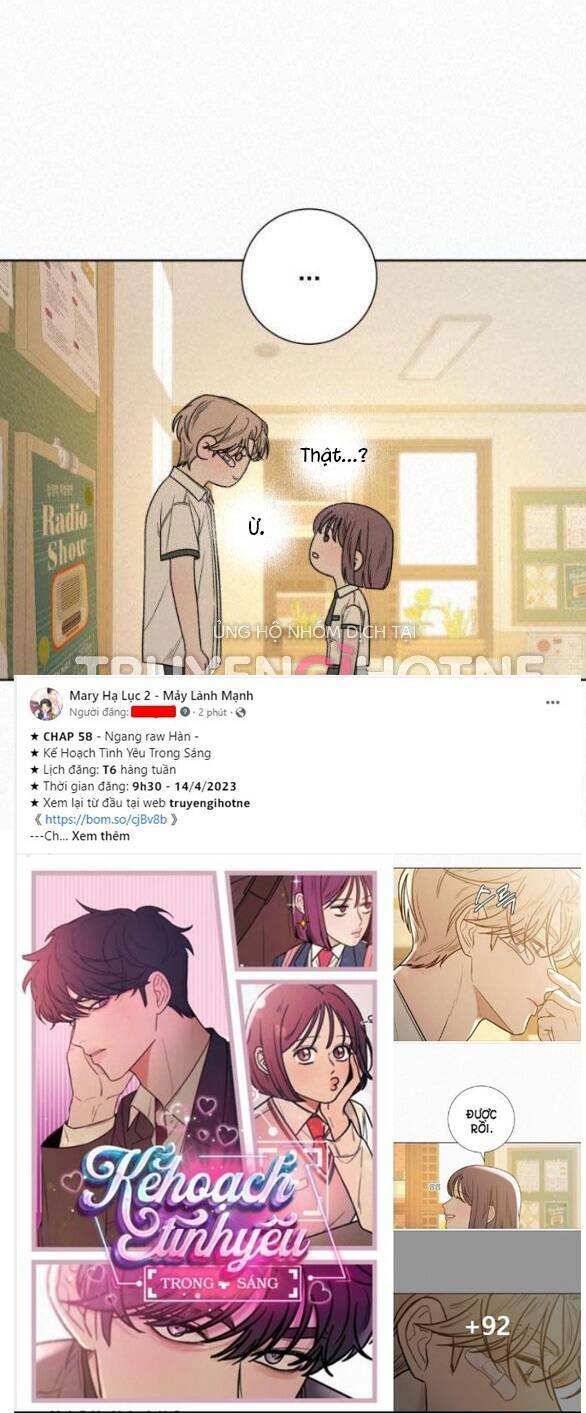 ...
Thật...?
Ừ.
Radio
Show
ỦNG HỘ NHÓM DỊCH TẠI
TRUYENGIHOTNE
Mary Hạ Lục 2 - Mảy Lành Mạnh
Người đăng:
· 2 phút ·
★ CHAP 58 - Ngang raw Hàn -
★ Kế Hoạch Tình Yêu Trong Sáng
★ Lịch đăng: T6 hàng tuần
★ Thời gian đăng: 9h30 - 14/4/2023
★ Xem lại từ đầu tại web truyengihotne
《 https://bom.so/cjBv8b 》
---Ch... Xem thêm
Kế hoạch
tình yêu
TRONG SÁNG
ĐƯỢC
RỒI.
+92